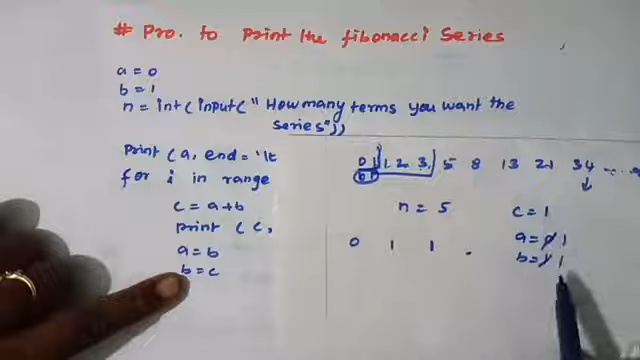 # Pro. to Print the fibonacci Series
a = 0
b = 1
n = int(input(" How many terms you want the
series"))
Print (a, end = '\t
for i in range
c = a+b
print (c,
a = b
b = c
0 1 1 2 3 5 8 13 21 34 ....
n = 5
0 1 1 .
c = 1
a = 0 1
b = 1 1